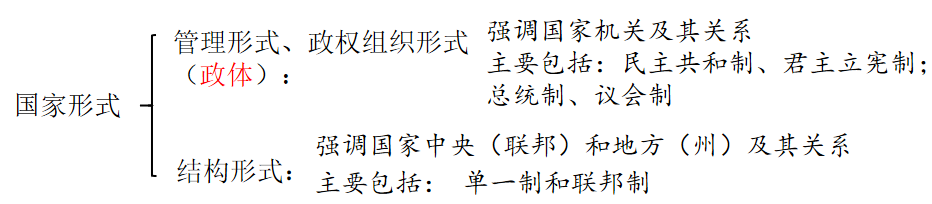 国家形式
管理形式、政权组织形式
（政体）：
强调国家机关及其关系
主要包括：民主共和制、君主立宪制；
总统制、议会制
结构形式：
强调国家中央（联邦）和地方（州）及其关系
主要包括： 单一制和联邦制